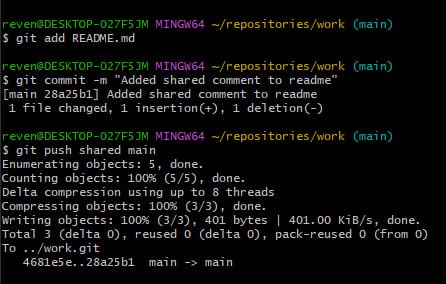 reven@DESKTOP-O27F5JM MINGW64 ~/repositories/work (main)
$ git add README.md
reven@DESKTOP-O27F5JM MINGW64 ~/repositories/work (main)
$ git commit -m "Added shared comment to readme"
[main 28a25b1] Added shared comment to readme
 1 file changed, 1 insertion(+), 1 deletion(-)
reven@DESKTOP-O27F5JM MINGW64 ~/repositories/work (main)
$ git push shared main
Enumerating objects: 5, done.
Counting objects: 100% (5/5), done.
Delta compression using up to 8 threads
Compressing objects: 100% (3/3), done.
Writing objects: 100% (3/3), 401 bytes | 401.00 KiB/s, done.
Total 3 (delta 0), reused 0 (delta 0), pack-reused 0 (from 0)
To ../work.git
   4681e5e..28a25b1  main -> main